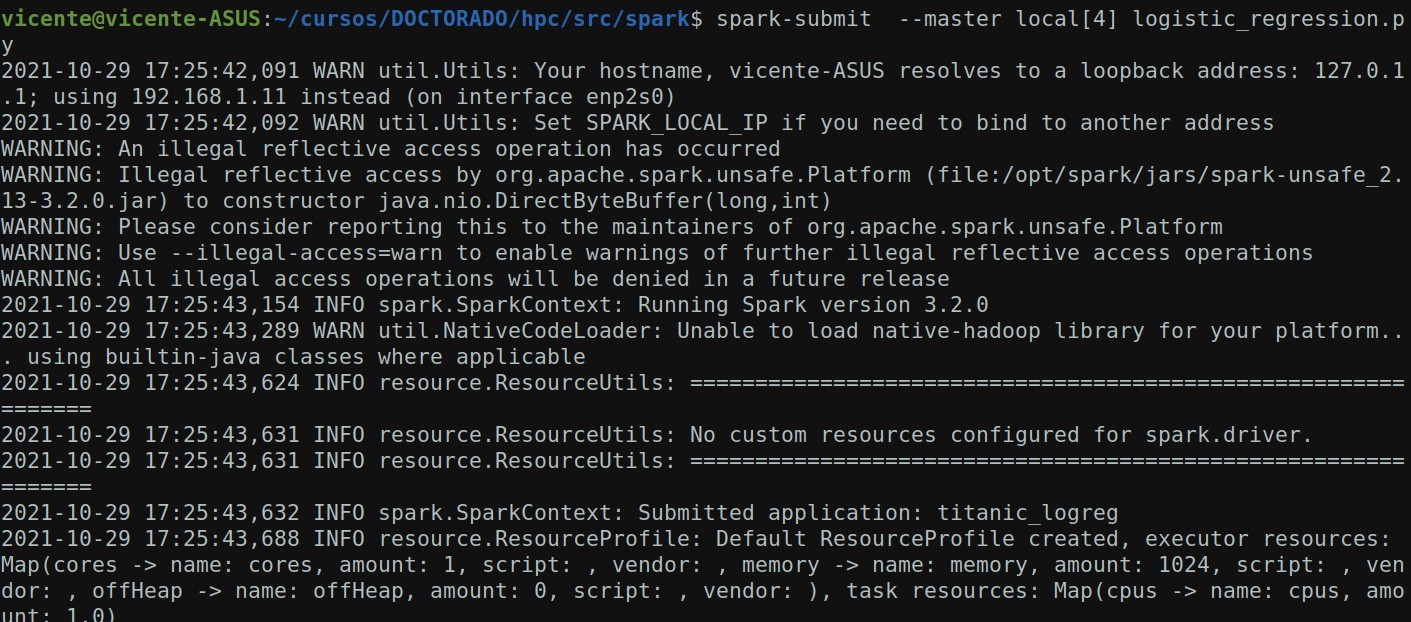 vicente@vicente-ASUS:~/cursos/DOCTORADO/hpc/src/spark$ spark-submit  --master local[4] logistic_regression.p
y
2021-10-29 17:25:42,091 WARN util.Utils: Your hostname, vicente-ASUS resolves to a loopback address: 127.0.1
.1; using 192.168.1.11 instead (on interface enp2s0)
2021-10-29 17:25:42,092 WARN util.Utils: Set SPARK_LOCAL_IP if you need to bind to another address
WARNING: An illegal reflective access operation has occurred
WARNING: Illegal reflective access by org.apache.spark.unsafe.Platform (file:/opt/spark/jars/spark-unsafe_2.
13-3.2.0.jar) to constructor java.nio.DirectByteBuffer(long,int)
WARNING: Please consider reporting this to the maintainers of org.apache.spark.unsafe.Platform
WARNING: Use --illegal-access=warn to enable warnings of further illegal reflective access operations
WARNING: All illegal access operations will be denied in a future release
2021-10-29 17:25:43,154 INFO spark.SparkContext: Running Spark version 3.2.0
2021-10-29 17:25:43,289 WARN util.NativeCodeLoader: Unable to load native-hadoop library for your platform..
. using builtin-java classes where applicable
2021-10-29 17:25:43,624 INFO resource.ResourceUtils: =======================================================
=======
2021-10-29 17:25:43,631 INFO resource.ResourceUtils: No custom resources configured for spark.driver.
2021-10-29 17:25:43,631 INFO resource.ResourceUtils: =======================================================
=======
2021-10-29 17:25:43,632 INFO spark.SparkContext: Submitted application: titanic_logreg
2021-10-29 17:25:43,688 INFO resource.ResourceProfile: Default ResourceProfile created, executor resources:
Map(cores -> name: cores, amount: 1, script: , vendor: , memory -> name: memory, amount: 1024, script: , ven
dor: , offHeap -> name: offHeap, amount: 0, script: , vendor: ), task resources: Map(cpus -> name: cpus, amo
unt: 1.0)